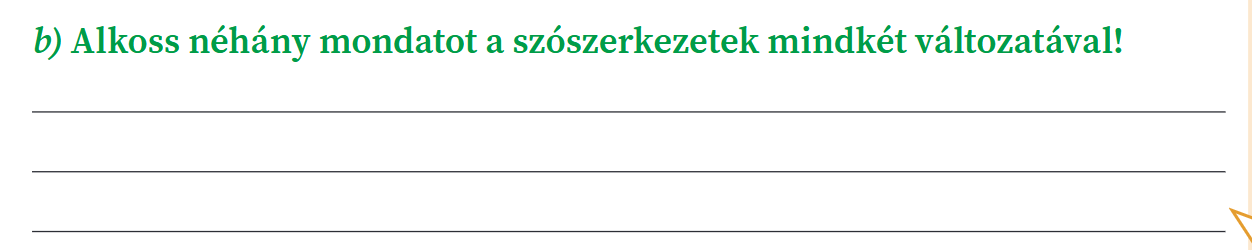 b) Alkoss néhány mondatot a szószerkezetek mindkét változatával!